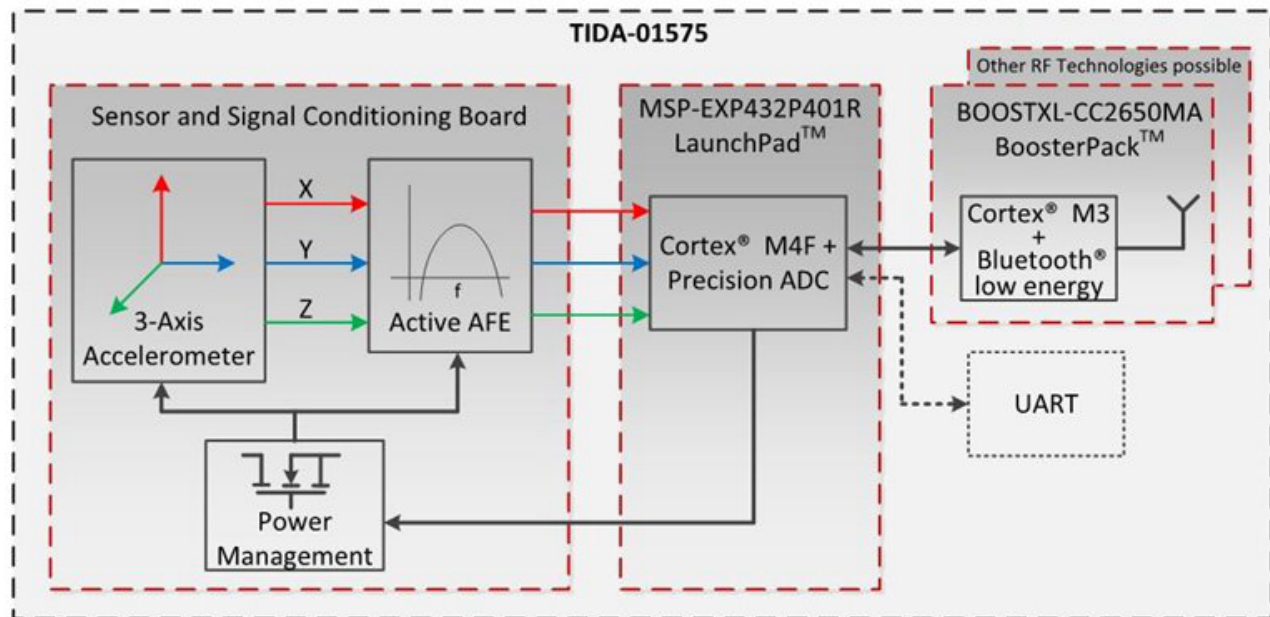 TIDA-01575
Other RF Technologies possible
Sensor and Signal Conditioning Board
MSP-EXP432P401R
LaunchPad™
BOOSTXL-CC2650MA
BoosterPack™
X
Y
Z
3-Axis
Accelerometer
f
Active AFE
Cortex® M4F +
Precision ADC
Cortex® M3
+
Bluetooth®
low energy
UART
Power
Management